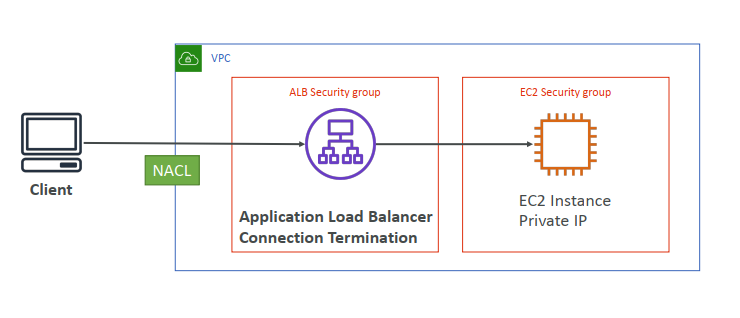 VPC
ALB Security group
EC2 Security group
NACL
Client
Application Load Balancer
Connection Termination
EC2 Instance
Private IP